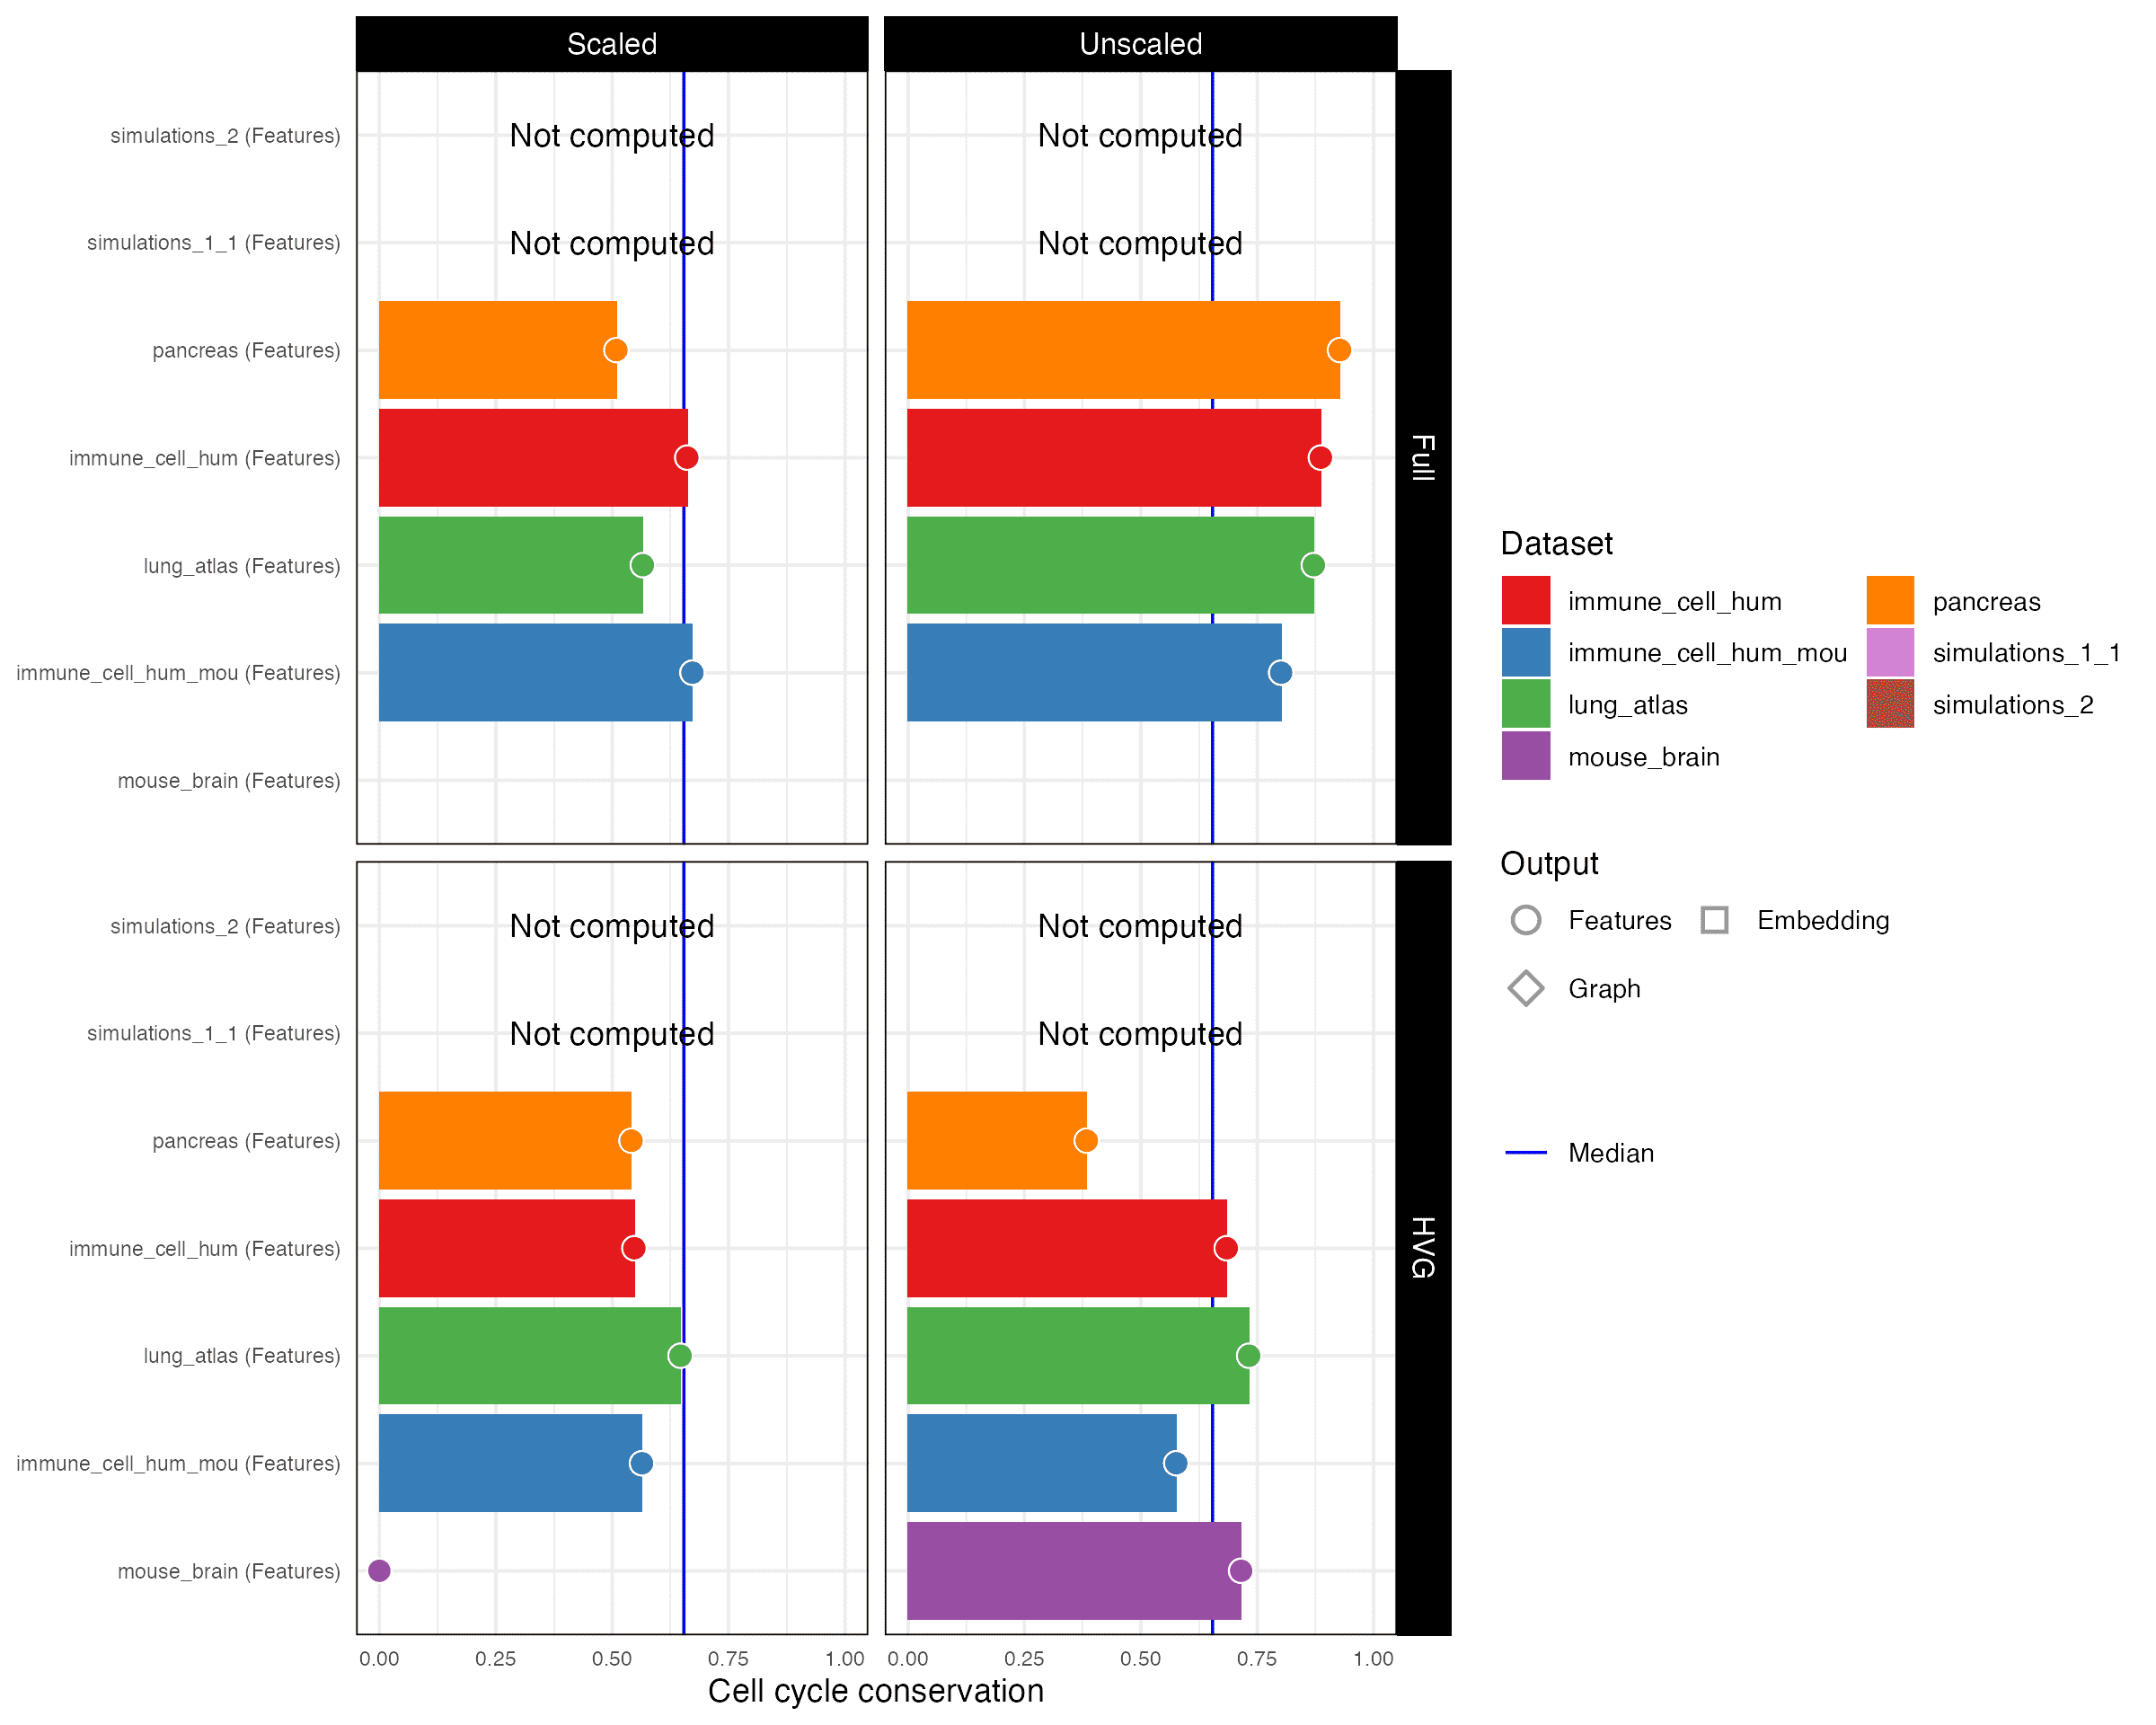 Scaled
Unscaled
simulations_2 (Features)
Not computed
Not computed
simulations_1_1 (Features)
Not computed
Not computed
pancreas (Features)
immune_cell_hum (Features)
lung_atlas (Features)
immune_cell_hum_mou (Features)
mouse_brain (Features)
Full
simulations_2 (Features)
Not computed
Not computed
simulations_1_1 (Features)
Not computed
Not computed
pancreas (Features)
immune_cell_hum (Features)
lung_atlas (Features)
immune_cell_hum_mou (Features)
mouse_brain (Features)
HVG
0.00 0.25 0.50 0.75 1.00
0.00 0.25 0.50 0.75 1.00
Cell cycle conservation
Dataset
immune_cell_hum
pancreas
immune_cell_hum_mou
simulations_1_1
lung_atlas
simulations_2
mouse_brain
Output
Features
Embedding
Graph
Median